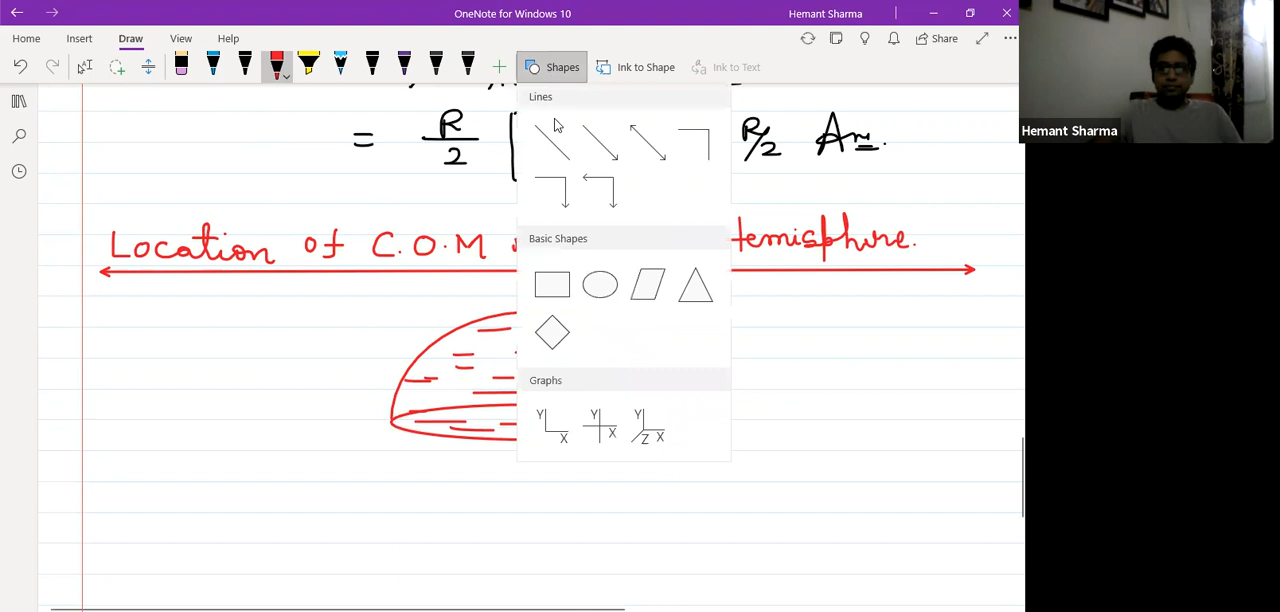 OneNote for Windows 10
Hemant Sharma
Home Insert Draw View Help
Share
Shapes Ink to Shape Ink to Text
Lines
Hemant Sharma
= R/2 [ R/2 Ans.
Basic Shapes
Location of C.O.M Hemisphere.
Graphs
Y X Y X Y Z X